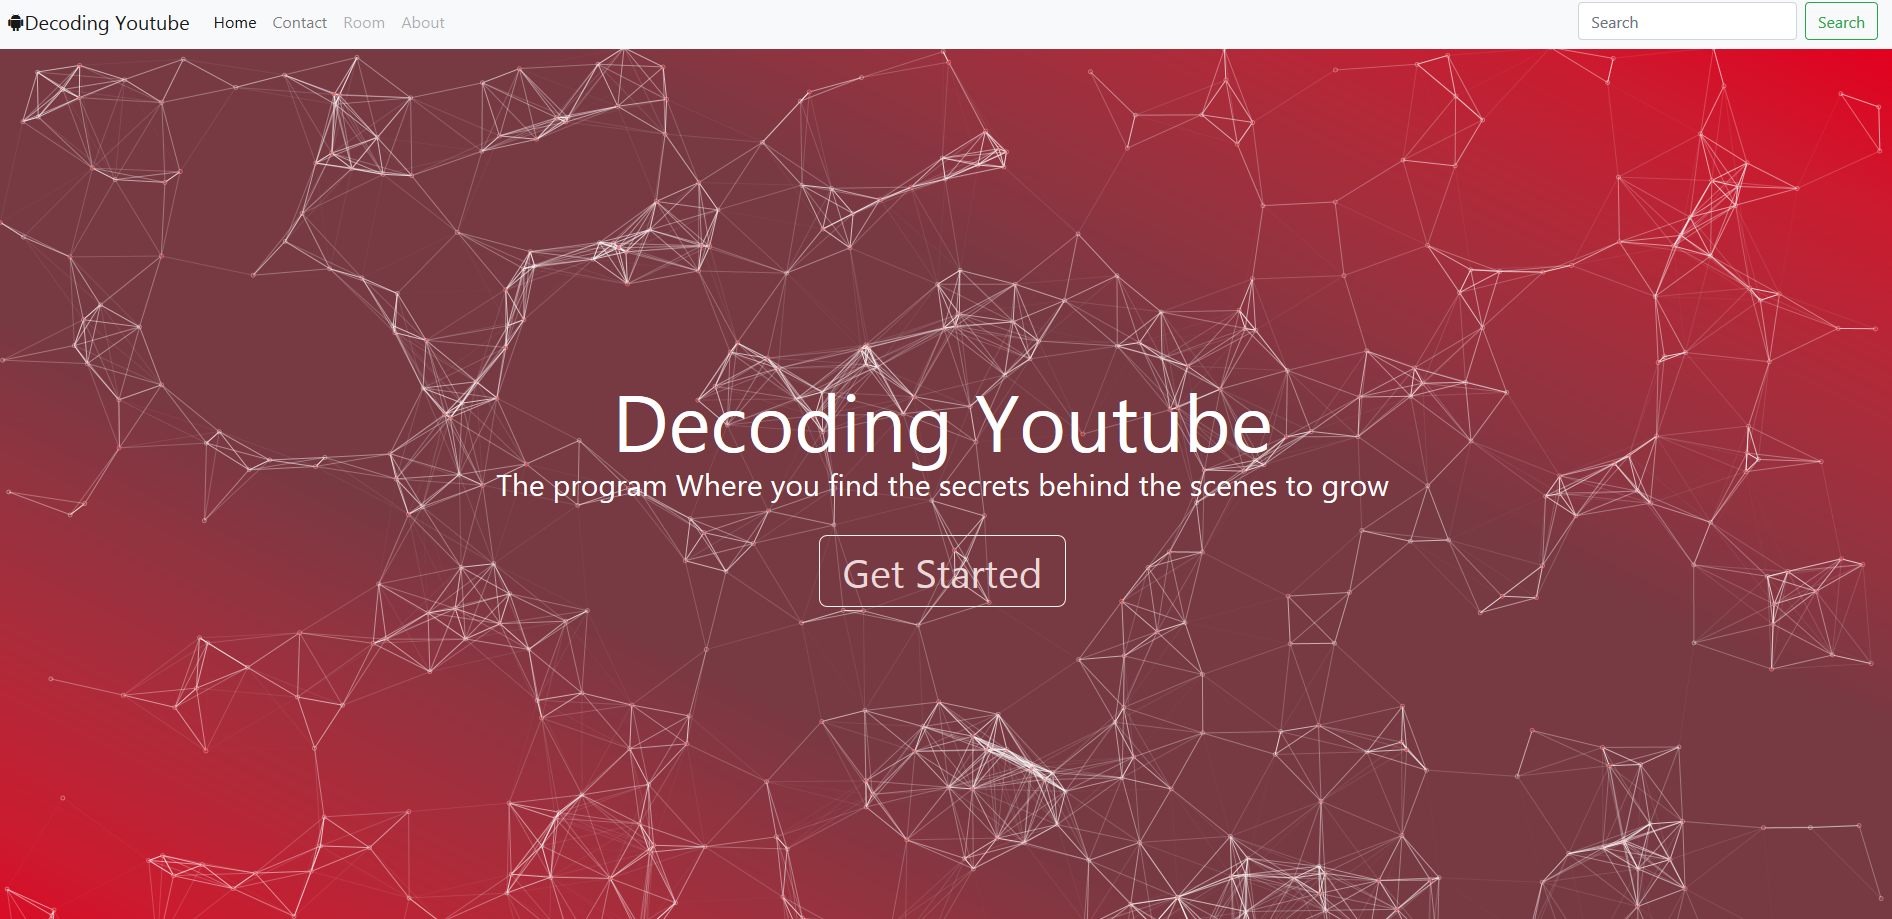 Decoding Youtube Home Contact Room About Search Search
Decoding Youtube
The program Where you find the secrets behind the scenes to grow
Get Started